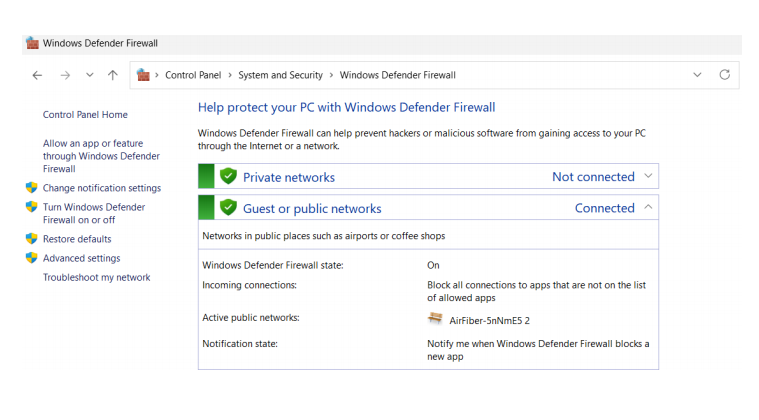 Windows Defender Firewall
Control Panel > System and Security > Windows Defender Firewall
Control Panel Home
Allow an app or feature
through Windows Defender
Firewall
Change notification settings
Turn Windows Defender
Firewall on or off
Restore defaults
Advanced settings
Troubleshoot my network
Help protect your PC with Windows Defender Firewall
Windows Defender Firewall can help prevent hackers or malicious software from gaining access to your PC
through the Internet or a network.
Private networks Not connected
Guest or public networks Connected
Networks in public places such as airports or coffee shops
Windows Defender Firewall state: On
Incoming connections: Block all connections to apps that are not on the list
of allowed apps
Active public networks: AirFiber-5nNmE5 2
Notification state: Notify me when Windows Defender Firewall blocks a
new app